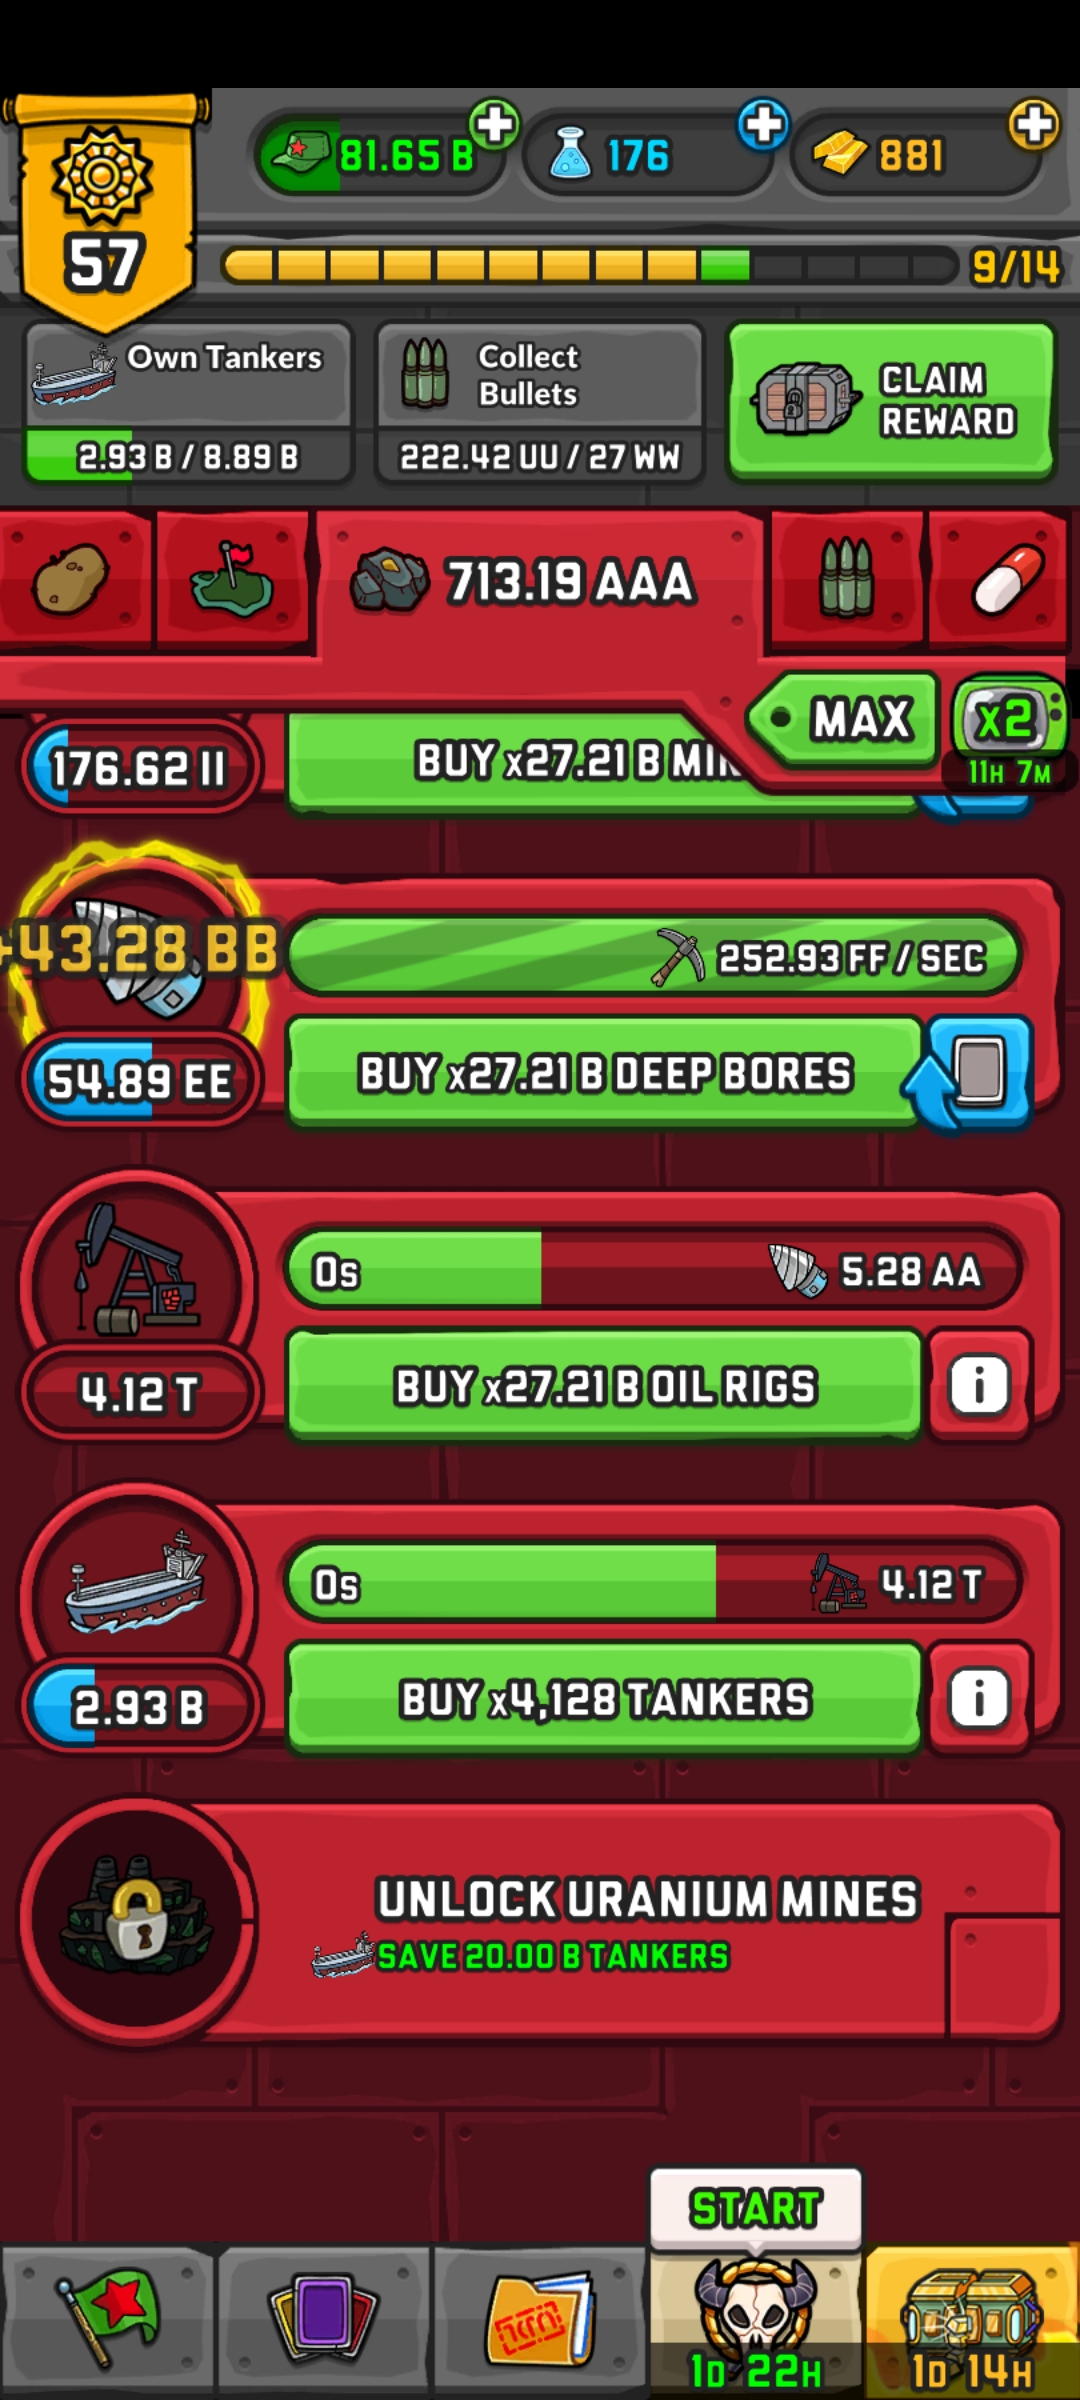 81.65 B
176
881
57
9/14
Own Tankers
2.93 B / 8.89 B
Collect
Bullets
222.42 UU / 27 WW
CLAIM
REWARD
713.19 AAA
MAX
x2
11H 7M
176.62 II
BUY x27.21 B
+43.28 BB
252.93 FF / SEC
54.89 EE
BUY x27.21 B DEEP BORES
0s
5.28 AA
4.12 T
BUY x27.21 B OIL RIGS
0s
4.12 T
2.93 B
BUY x4,128 TANKERS
UNLOCK URANIUM MINES
SAVE 20.00 B TANKERS
START
1D 22H
1D 14H